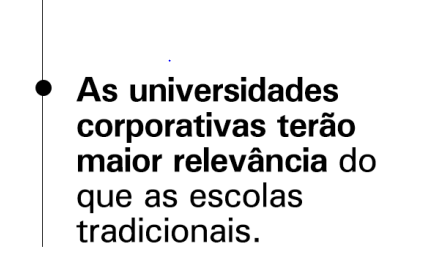 As universidades
corporativas terão
maior relevância do
que as escolas
tradicionais.